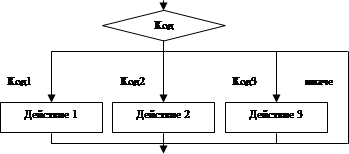 Код
Код1 Код2 Код3 иначе
Действие 1 Действие 2 Действие 3